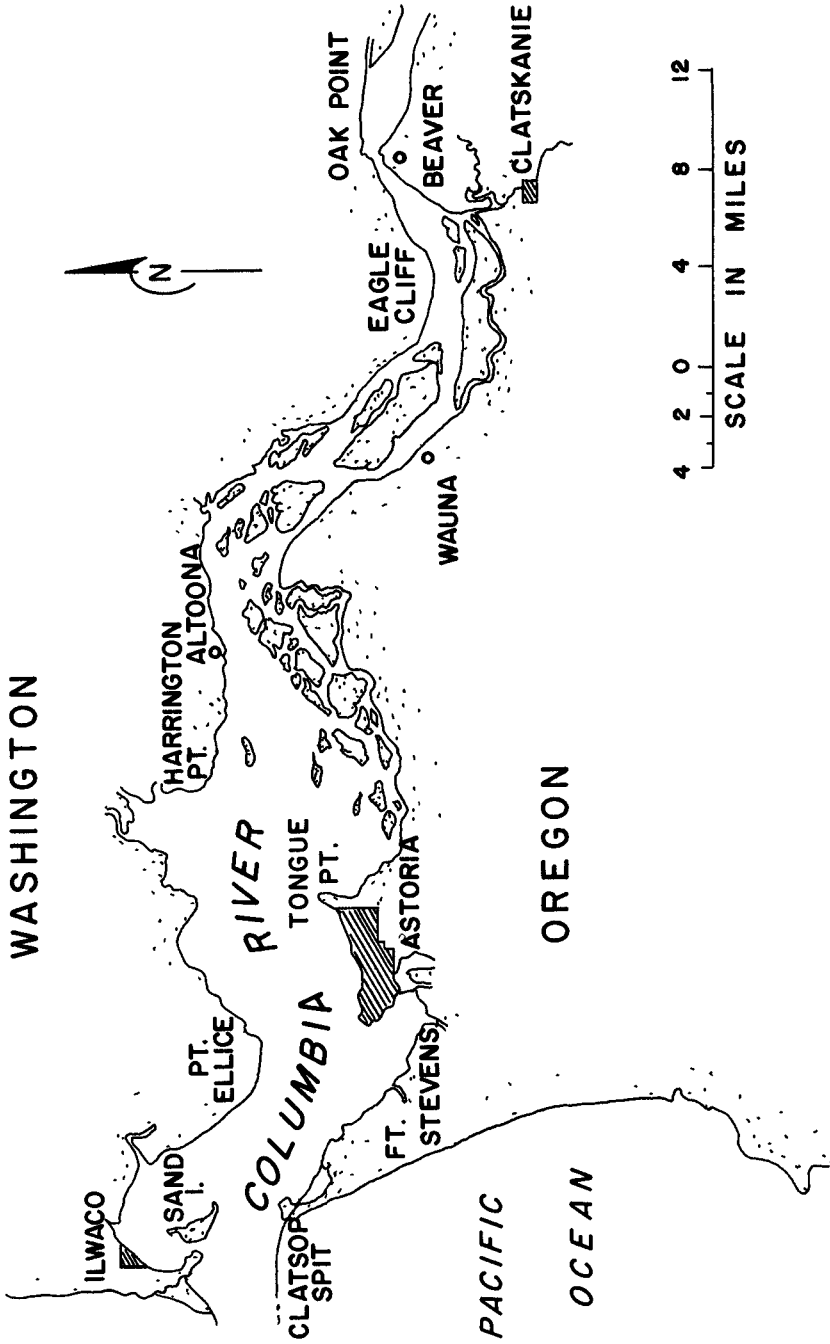 WASHINGTON
OREGON
COLUMBIA
RIVER
PACIFIC
OCEAN
ILWACO
SAND
I.
CLATSOP
SPIT
PT.
ELLICE
FT.
STEVENS
ASTORIA
TONGUE
PT.
HARRINGTON
PT.
ALTOONA
WAUNA
EAGLE
CLIFF
OAK POINT
BEAVER
CLATSKANIE
N
4 2 0 4 8 12
SCALE IN MILES